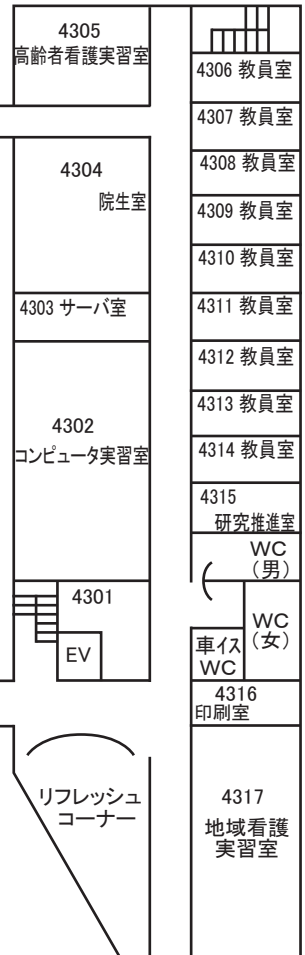 4305
高齢者看護実習室
4304
院生室
4303 サーバ室
4302
コンピュータ実習室
4301
EV
リフレッシュ
コーナー
4306 教員室
4307 教員室
4308 教員室
4309 教員室
4310 教員室
4311 教員室
4312 教員室
4313 教員室
4314 教員室
4315
研究推進室
WC
(男)
WC
(女)
車イス
WC
4316
印刷室
4317
地域看護
実習室